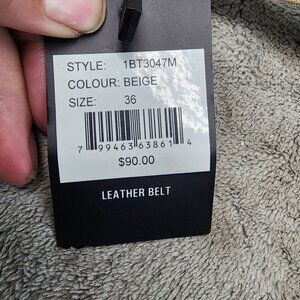 STYLE: 1BT3047M
COLOUR: BEIGE
SIZE: 36
7 99463 63861 4
$90.00
LEATHER BELT